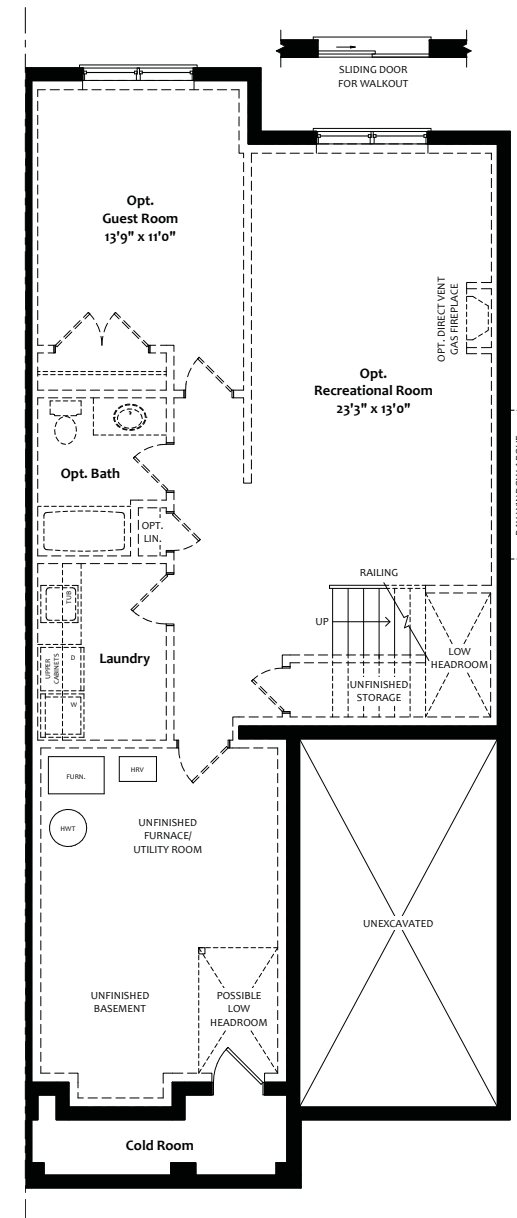 SLIDING DOOR
FOR WALKOUT
Opt.
Guest Room
13'9" x 11'0"
OPT. DIRECT VENT
GAS FIREPLACE
Opt.
Recreational Room
23'3" x 13'0"
Opt. Bath
OPT.
LIN.
RAILING
UP
LOW
HEADROOM
UNFINISHED
STORAGE
TUB
Laundry
UPPER
CABINETS
D
W
FURN.
HRV
HWT
UNFINISHED
FURNACE/
UTILITY ROOM
UNEXCAVATED
UNFINISHED
BASEMENT
POSSIBLE
LOW
HEADROOM
Cold Room